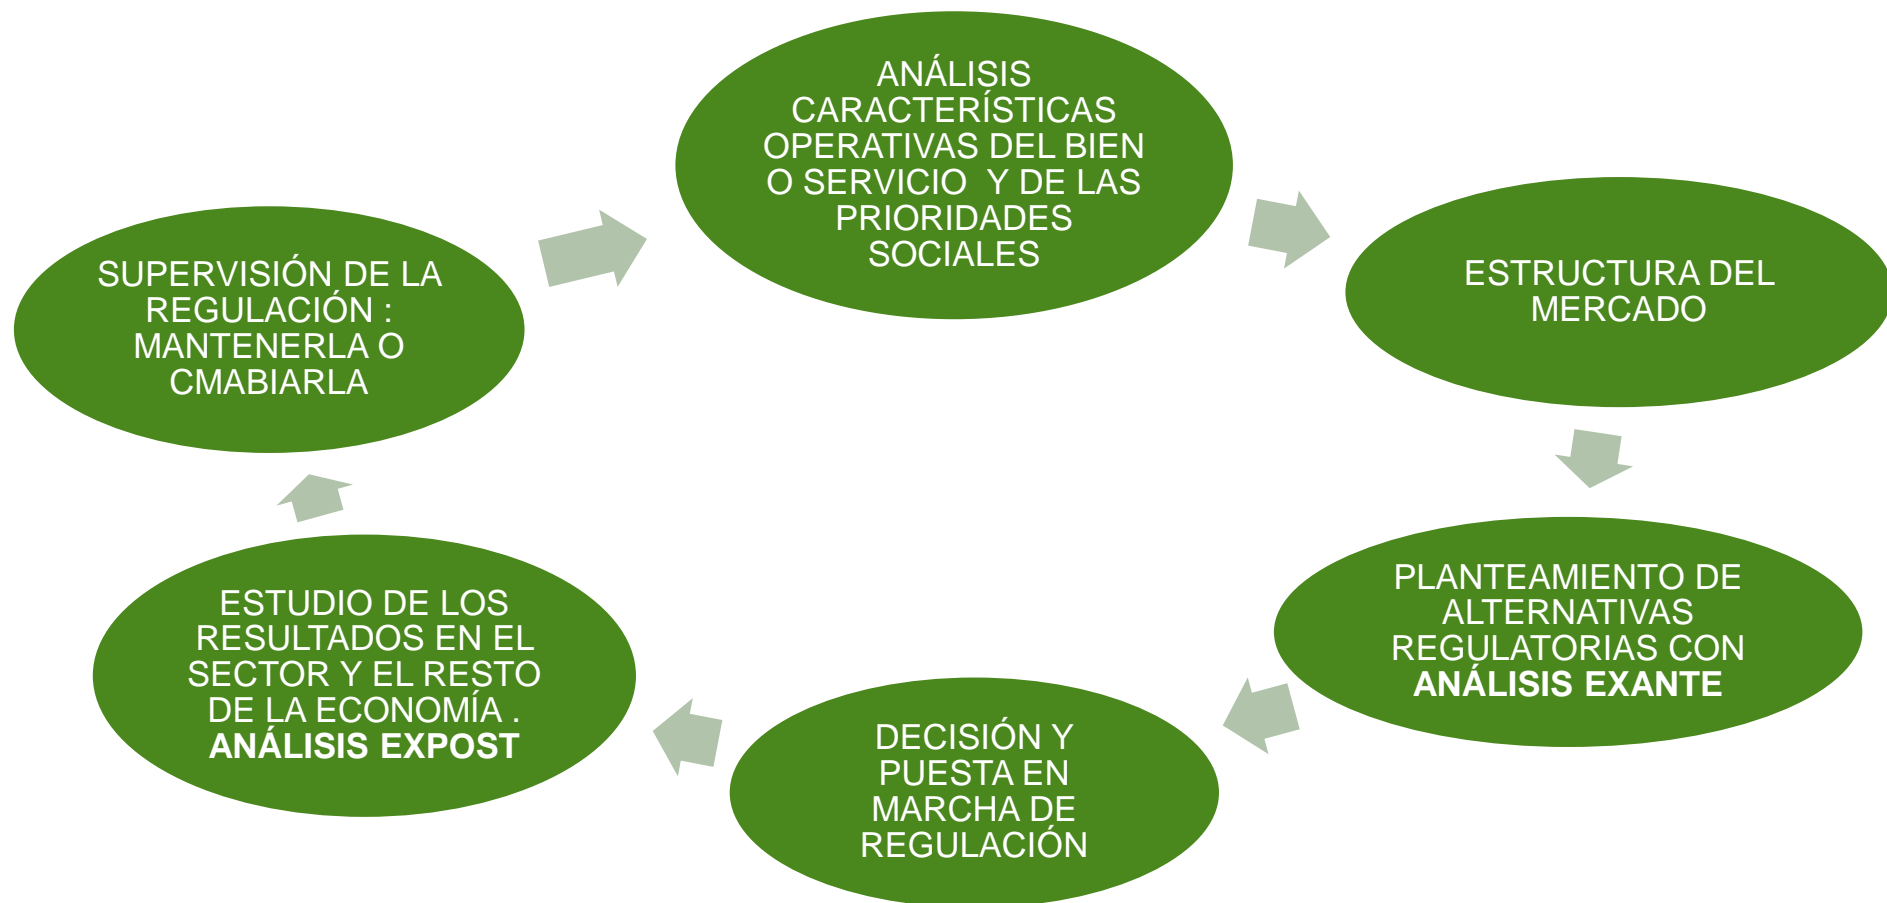 ANÁLISIS
CARACTERÍSTICAS
OPERATIVAS DEL BIEN
O SERVICIO  Y DE LAS
PRIORIDADES
SOCIALES
ESTRUCTURA DEL
MERCADO
PLANTEAMIENTO DE
ALTERNATIVAS
REGULATORIAS CON
ANÁLISIS EXANTE
DECISIÓN Y
PUESTA EN
MARCHA DE
REGULACIÓN
ESTUDIO DE LOS
RESULTADOS EN EL
SECTOR Y EL RESTO
DE LA ECONOMÍA .
ANÁLISIS EXPOST
SUPERVISIÓN DE LA
REGULACIÓN :
MANTENERLA O
CMABIARLA